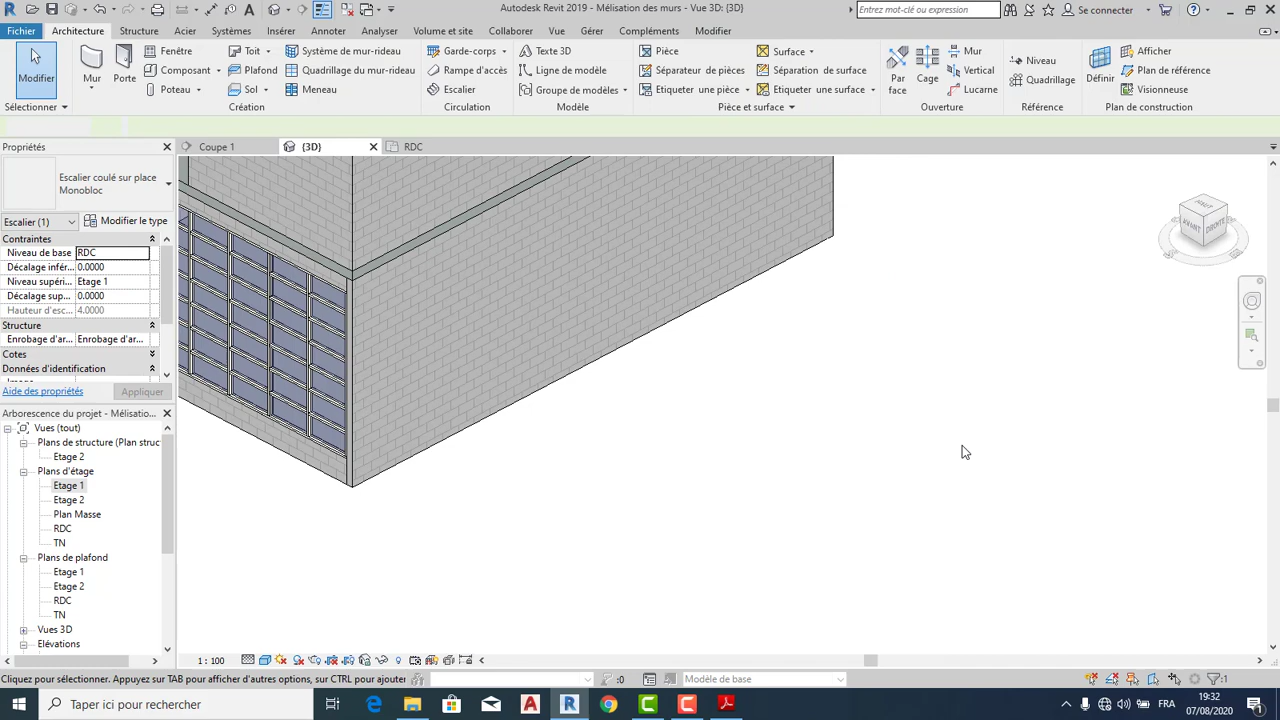 Autodesk Revit 2019 - Mélisation des murs - Vue 3D: {3D}
Entrez mot-clé ou expression
Se connecter
Fichier Architecture Structure Acier Systèmes Insérer Annoter Analyser Volume et site Collaborer Vue Gérer Compléments Modifier
Modifier
Mur
Porte
Fenêtre
Composant
Poteau
Toit
Plafond
Sol
Système de mur-rideau
Quadrillage du mur-rideau
Meneau
Garde-corps
Rampe d'accès
Escalier
Texte 3D
Ligne de modèle
Groupe de modèles
Pièce
Séparateur de pièces
Etiqueter une pièce
Surface
Séparation de surface
Etiqueter une surface
Par face
Cage
Mur
Vertical
Lucarne
Niveau
Quadrillage
Définir
Afficher
Plan de référence
Visionneuse
Sélectionner Création Circulation Modèle Pièce et surface Ouverture Référence Plan de construction
Propriétés
Coupe 1 {3D} RDC
Escalier coulé sur place
Monobloc
Escalier (1) Modifier le type
Contraintes
Niveau de base RDC
Décalage infér... 0.0000
Niveau supéri... Etage 1
Décalage sup... 0.0000
Hauteur d'esc... 4.0000
Structure
Enrobage d'ar... Enrobage d'ar...
Cotes
Données d'identification
Aide des propriétés Appliquer
Arborescence du projet - Mélisatio...
Vues (tout)
Plans de structure (Plan struc
Etage 2
Plans d'étage
Etage 1
Etage 2
Plan Masse
RDC
TN
Plans de plafond
Etage 1
Etage 2
RDC
TN
Vues 3D
Elévations
HAUT
AVANT
DROITE
1 : 100
Cliquez pour sélectionner. Appuyez sur TAB pour afficher d'autres options, sur CTRL pour ajouter
:0
Modèle de base
:1
Taper ici pour rechercher
FRA
19:32
07/08/2020